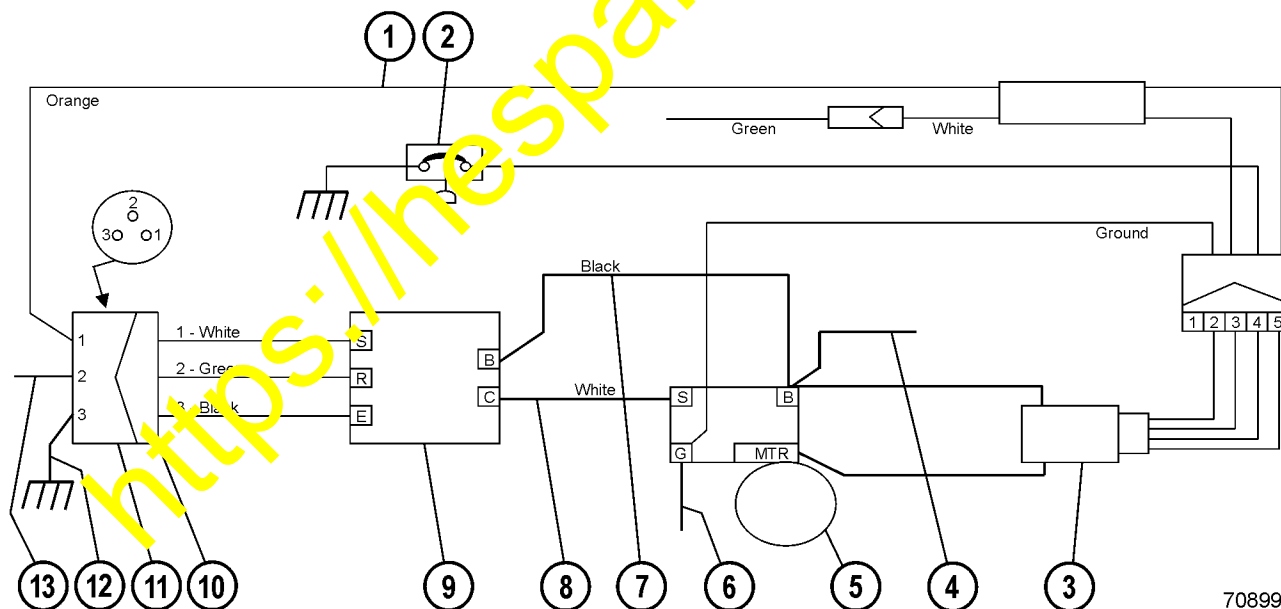 1 2
Orange
Green White
2
3 1
Ground
Black
1 2 3 4 5
1 1 - White S
2 2 - Green R
3 3 - Black E
B
C
White
S B
G MTR
13 12 11 10 9 8 7 6 5 4 3
70899
https://hespa